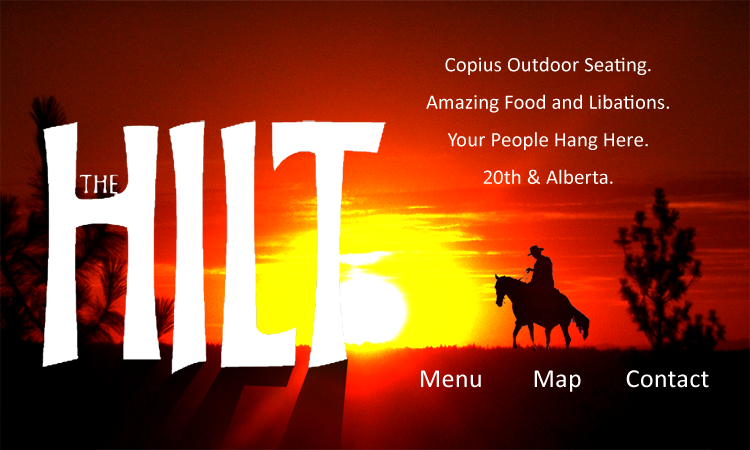 Copius Outdoor Seating.
Amazing Food and Libations.
Your People Hang Here.
20th & Alberta.
THE
HILT
Menu Map Contact